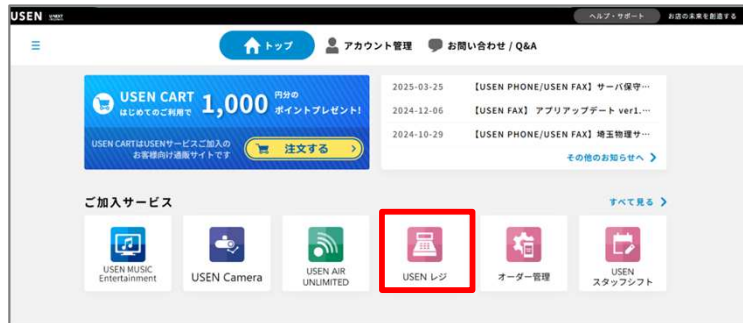 USEN
ヘルプ・サポート
お店の未来を創造する
トップ
アカウント管理
お問い合わせ / Q&A
USEN CART
はじめてのご利用で
1,000
円分の
ポイントプレゼント!
USEN CARTはUSENサービスご加入の
お客様向け通販サイトです
注文する
2025-03-25 【USEN PHONE/USEN FAX】サーバ保守…
2024-12-06 【USEN FAX】 アプリアップデート ver1.…
2024-10-29 【USEN PHONE/USEN FAX】埼玉物理サ…
その他のお知らせへ
ご加入サービス
すべて見る
USEN MUSIC
Entertainment
USEN Camera
USEN AIR
UNLIMITED
USEN レジ
オーダー管理
USEN
スタッフシフト